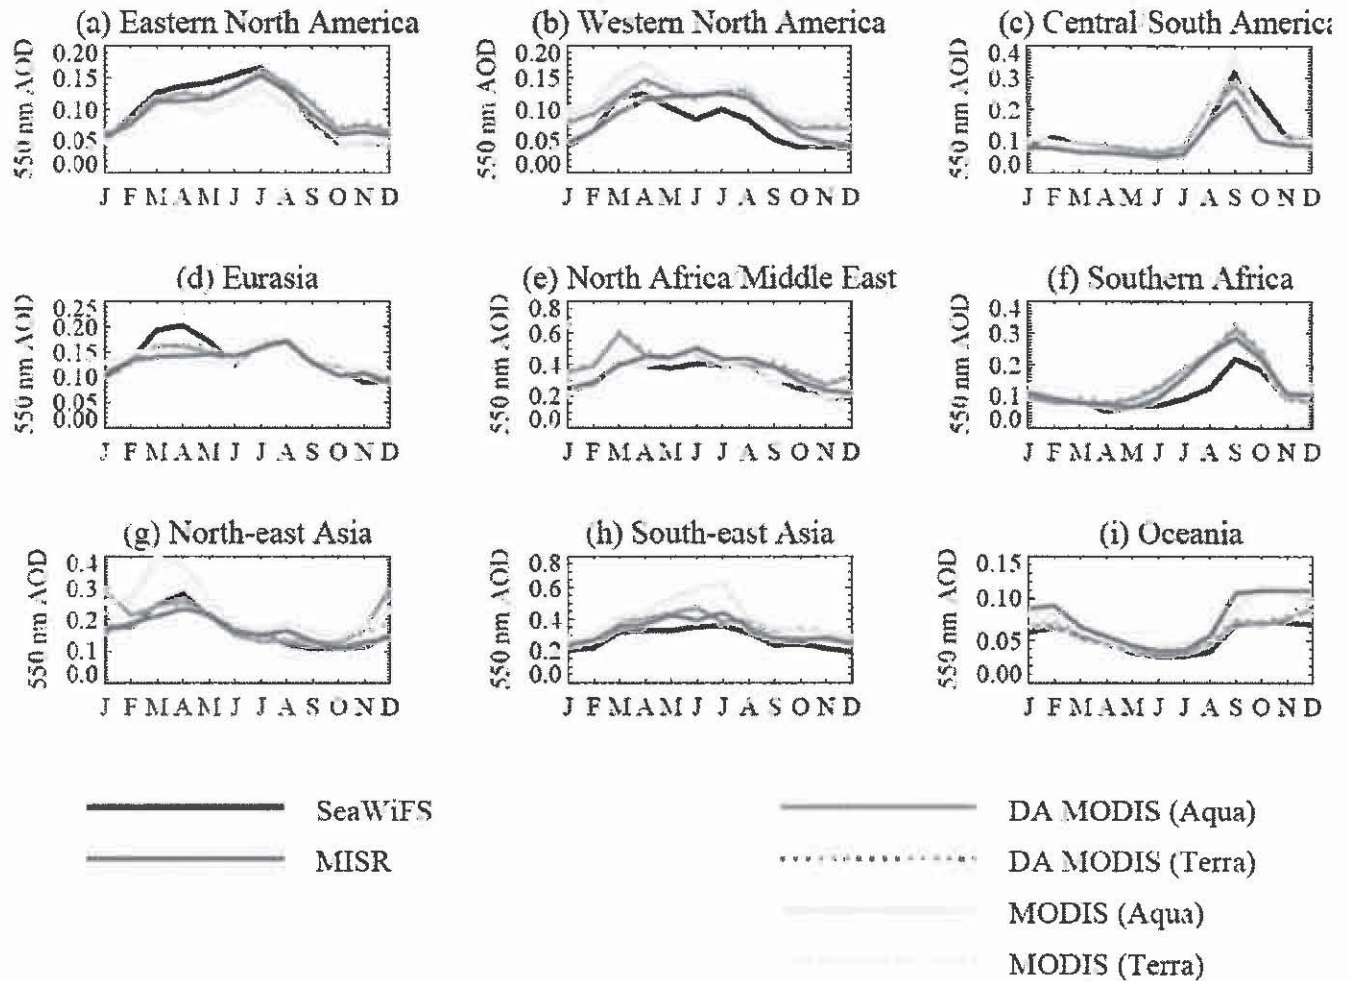 (a) Eastern North America
550 nm AOD
0.20
0.15
0.10
0.05
0.00
J F M A M J J A S O N D
(b) Western North America
550 nm AOD
0.20
0.15
0.10
0.05
0.00
J F M A M J J A S O N D
(c) Central South America
550 nm AOD
0.4
0.3
0.2
0.1
0.0
J F M A M J J A S O N D
(d) Eurasia
550 nm AOD
0.25
0.20
0.15
0.10
0.05
0.00
J F M A M J J A S O N D
(e) North Africa Middle East
550 nm AOD
0.8
0.6
0.4
0.2
0.0
J F M A M J J A S O N D
(f) Southern Africa
550 nm AOD
0.4
0.3
0.2
0.1
0.0
J F M A M J J A S O N D
(g) North-east Asia
550 nm AOD
0.4
0.3
0.2
0.1
0.0
J F M A M J J A S O N D
(h) South-east Asia
550 nm AOD
0.8
0.6
0.4
0.2
0.0
J F M A M J J A S O N D
(i) Oceania
550 nm AOD
0.15
0.10
0.05
0.00
J F M A M J J A S O N D
SeaWiFS
MISR
DA MODIS (Aqua)
DA MODIS (Terra)
MODIS (Aqua)
MODIS (Terra)